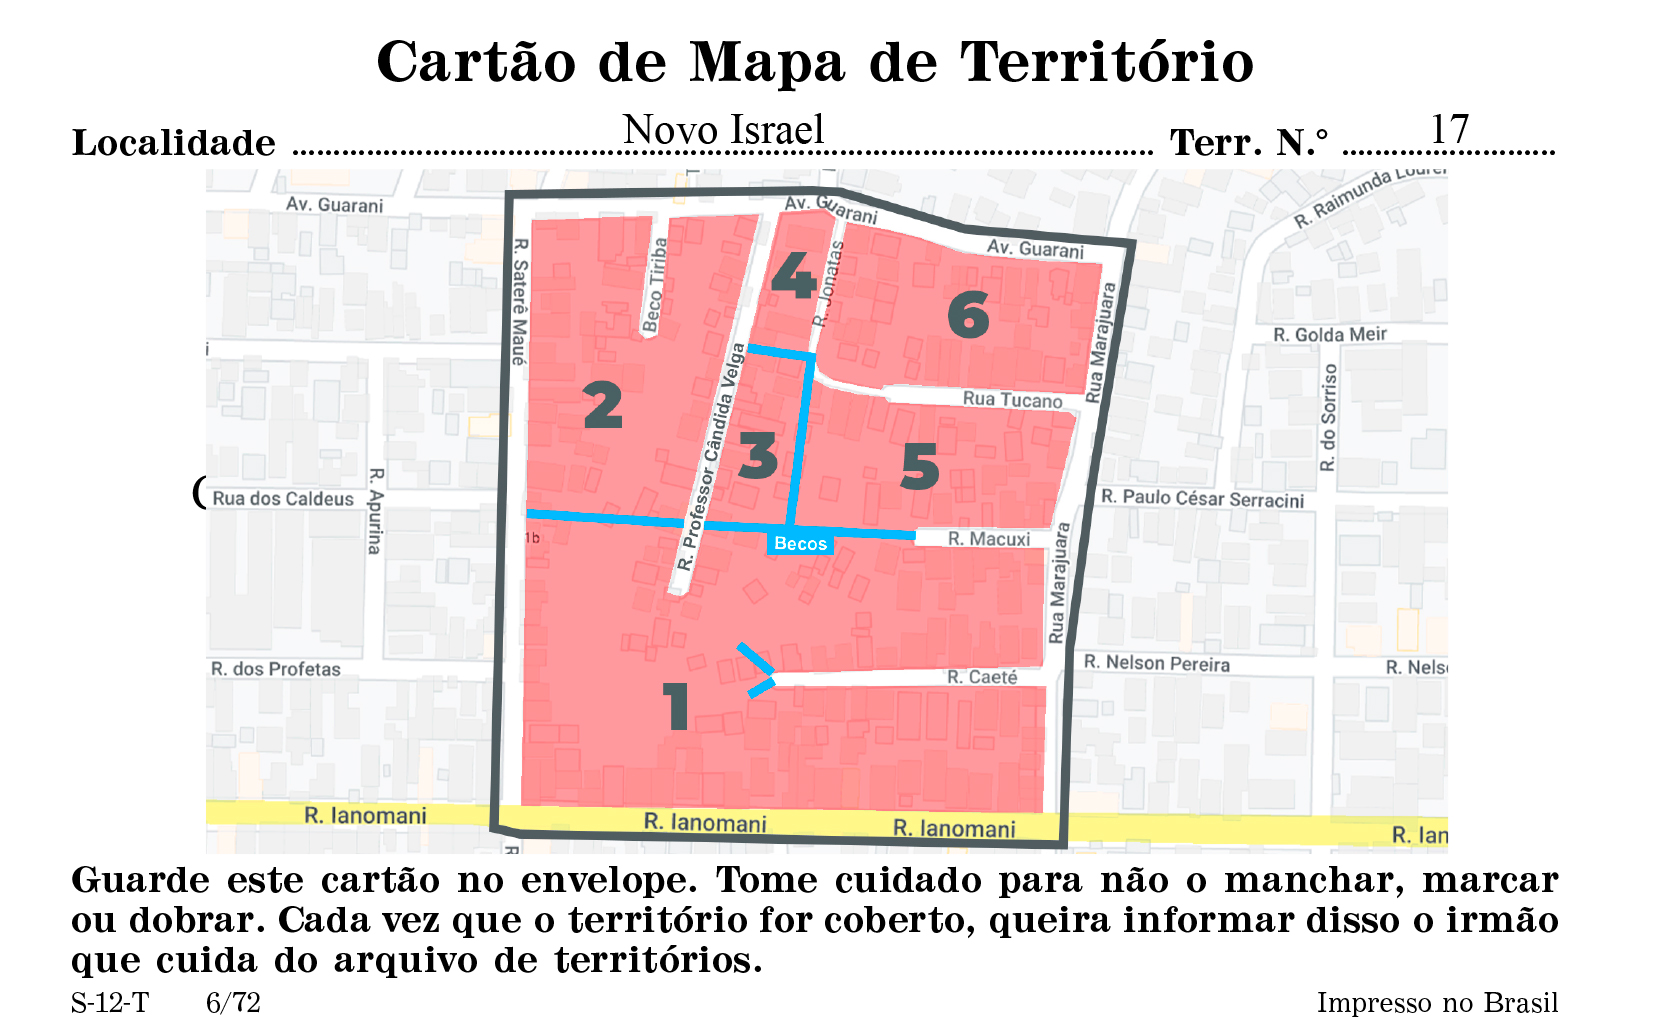 Cartão de Mapa de Território
Localidade Novo Israel Terr. N.° 17
Av. Guarani
Av. Guarani
Av. Guarani
R. Raimunda
R. Sateré Maué
Beco Tiriba
R. Jonatas
4
6
Rua Marajuara
R. Golda Meir
2
R. Professor Cândida Velga
Rua Tucano
R. do Sorriso
3
5
(
Rua dos Caldeus
R. Apurina
R. Paulo César Serracini
1b
Becos
R. Macuxi
Rua Marajuara
R. dos Profetas
R. Nelson Pereira
R. Nels
R. Caeté
1
R. Ianomani
R. Ianomani
R. Ianomani
R. Ian
Guarde este cartão no envelope. Tome cuidado para não o manchar, marcar
ou dobrar. Cada vez que o território for coberto, queira informar disso o irmão
que cuida do arquivo de territórios.
S-12-T 6/72 Impresso no Brasil